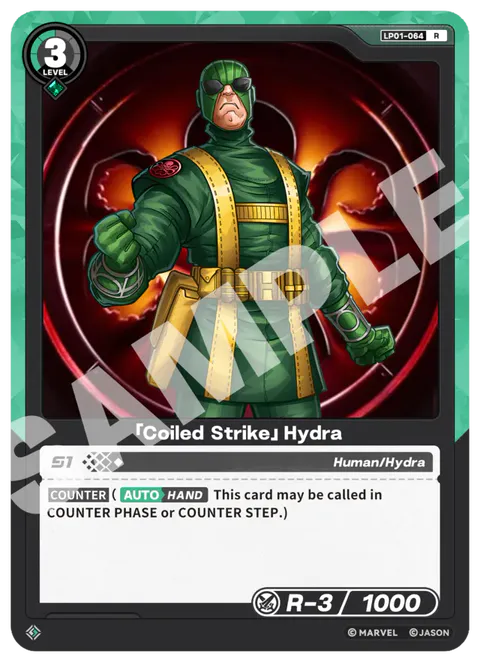 LP01-064 R
3
LEVEL
SAMPLE
「Coiled Strike」Hydra
S1
Human/Hydra
COUNTER ( AUTO HAND This card may be called in
COUNTER PHASE or COUNTER STEP.)
R-3 / 1000
©MARVEL ©JASON